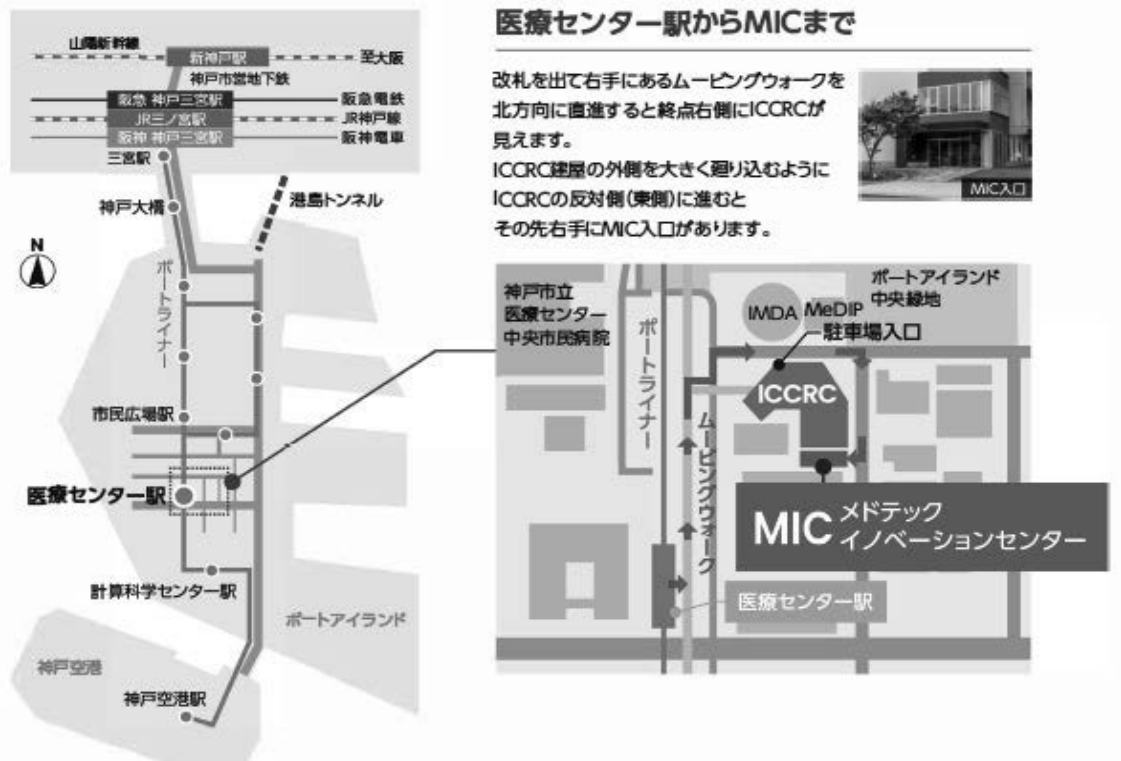 山陽新幹線
新神戸駅
至大阪
神戸市営地下鉄
阪急 神戸三宮駅
阪急電鉄
JR三ノ宮駅
JR神戸線
阪神 神戸三宮駅
阪神電車
三宮駅
港島トンネル
神戸大橋
N
ポートライナー
市民広場駅
医療センター駅
計算科学センター駅
ポートアイランド
神戸空港
神戸空港駅
医療センター駅からMICまで
改札を出て右手にあるムービングウォークを
北方向に直進すると終点右側にICCRCが
見えます。
ICCRC建屋の外側を大きく廻り込むように
ICCRCの反対側(東側)に進むと
その先右手にMIC入口があります。
MIC入口
神戸市立
医療センター
中央市民病院
ポートライナー
ムービングウォーク
IMDA
MeDIP
ポートアイランド
中央緑地
駐車場入口
ICCRC
MIC
メドテック
イノベーションセンター
医療センター駅